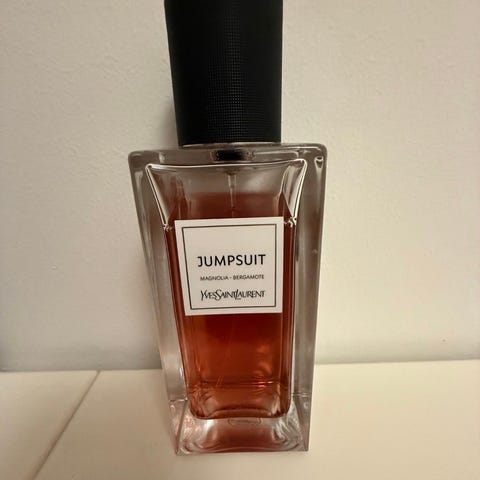 JUMPSUIT
MAGNOLIA - BERGAMOTE
YVESSAINTLAURENT